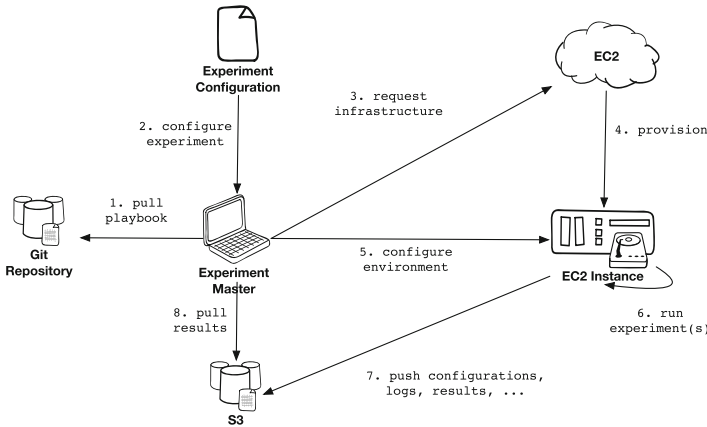 Experiment
Configuration
EC2
3. request
infrastructure
2. configure
experiment
4. provision
1. pull
playbook
Git
Repository
Experiment
Master
5. configure
environment
EC2 Instance
8. pull
results
6. run
experiment(s)
7. push configurations,
logs, results, ...
S3